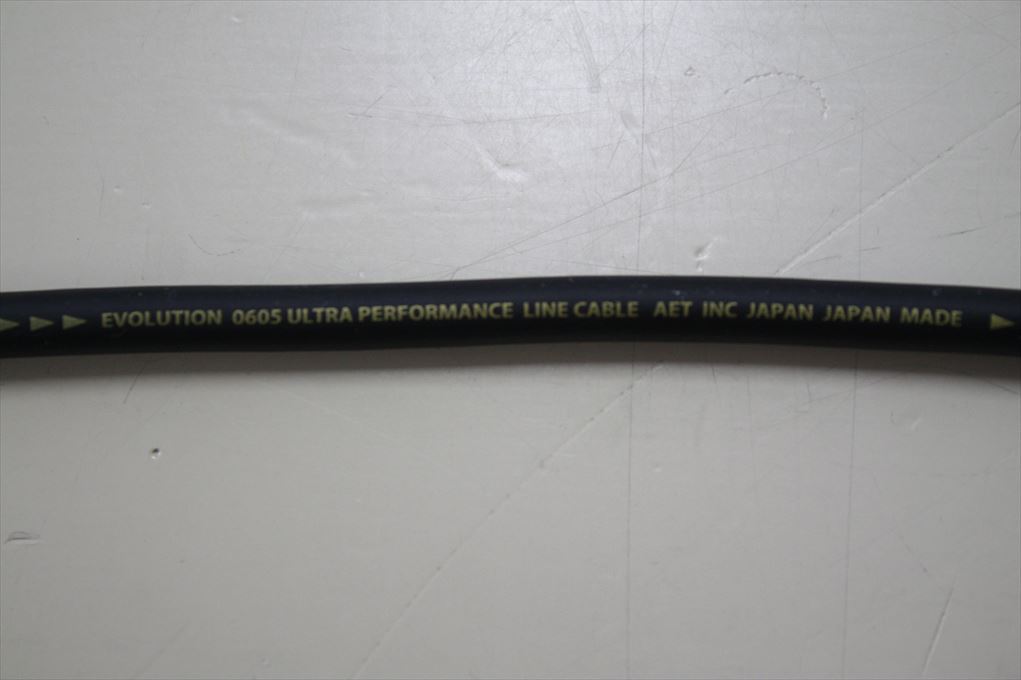 EVOLUTION 0605 ULTRA PERFORMANCE LINE CABLE AET INC JAPAN JAPAN MADE